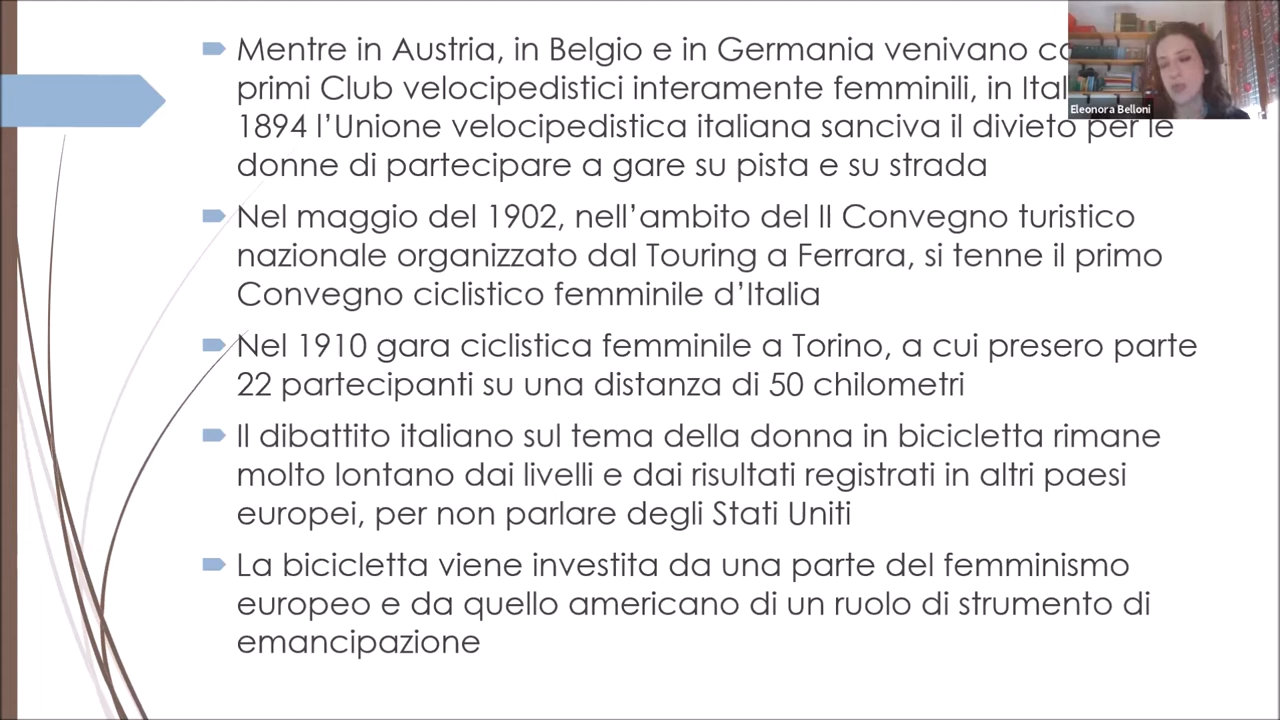 Mentre in Austria, in Belgio e in Germania venivano
primi Club velocipedistici interamente femminili, in
1894 l’Unione velocipedistica italiana sanciva il divieto per le
donne di partecipare a gare su pista e su strada
Nel maggio del 1902, nell’ambito del II Convegno turistico
nazionale organizzato dal Touring a Ferrara, si tenne il primo
Convegno ciclistico femminile d’Italia
Nel 1910 gara ciclistica femminile a Torino, a cui presero parte
22 partecipanti su una distanza di 50 chilometri
Il dibattito italiano sul tema della donna in bicicletta rimane
molto lontano dai livelli e dai risultati registrati in altri paesi
europei, per non parlare degli Stati Uniti
La bicicletta viene investita da una parte del femminismo
europeo e da quello americano di un ruolo di strumento di
emancipazione
Eleonora Belloni